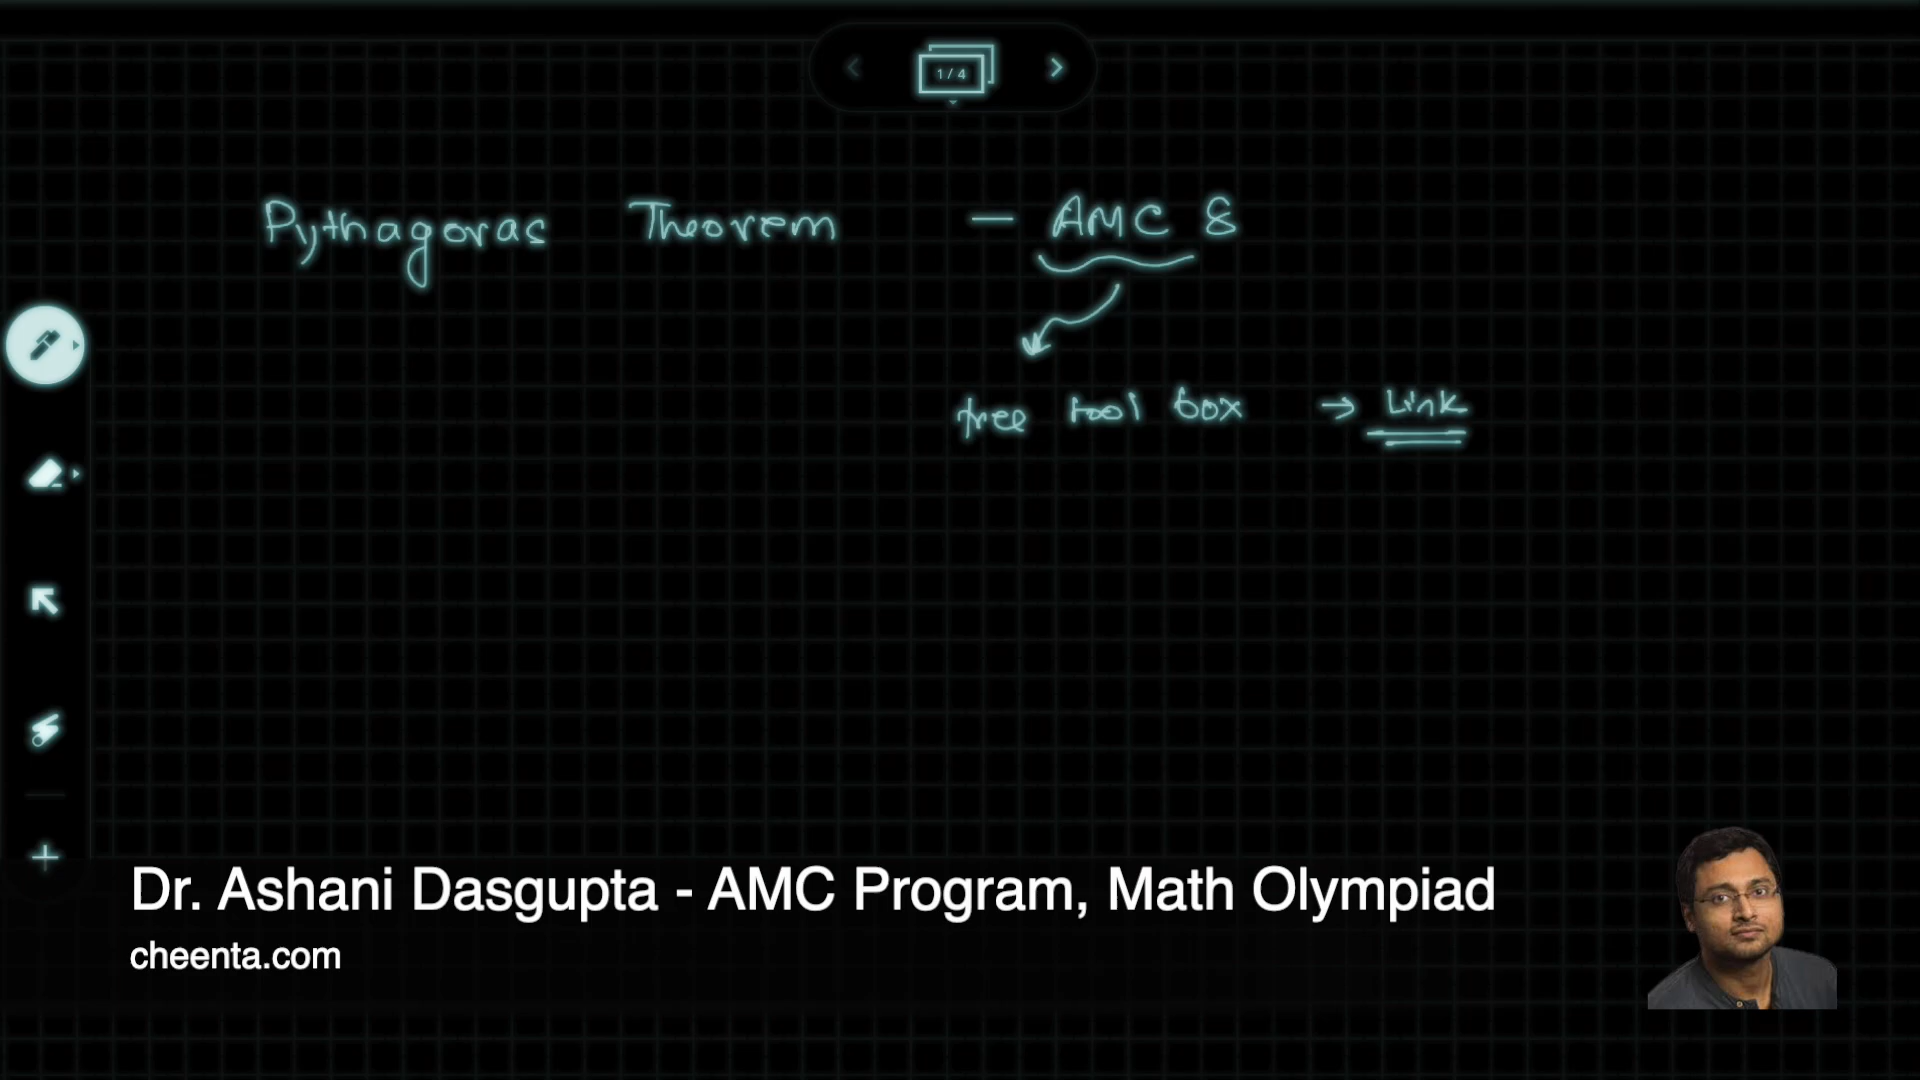 1/4
Pythagoras Theorem — AMC 8
free tool box → Link
Dr. Ashani Dasgupta - AMC Program, Math Olympiad
cheenta.com